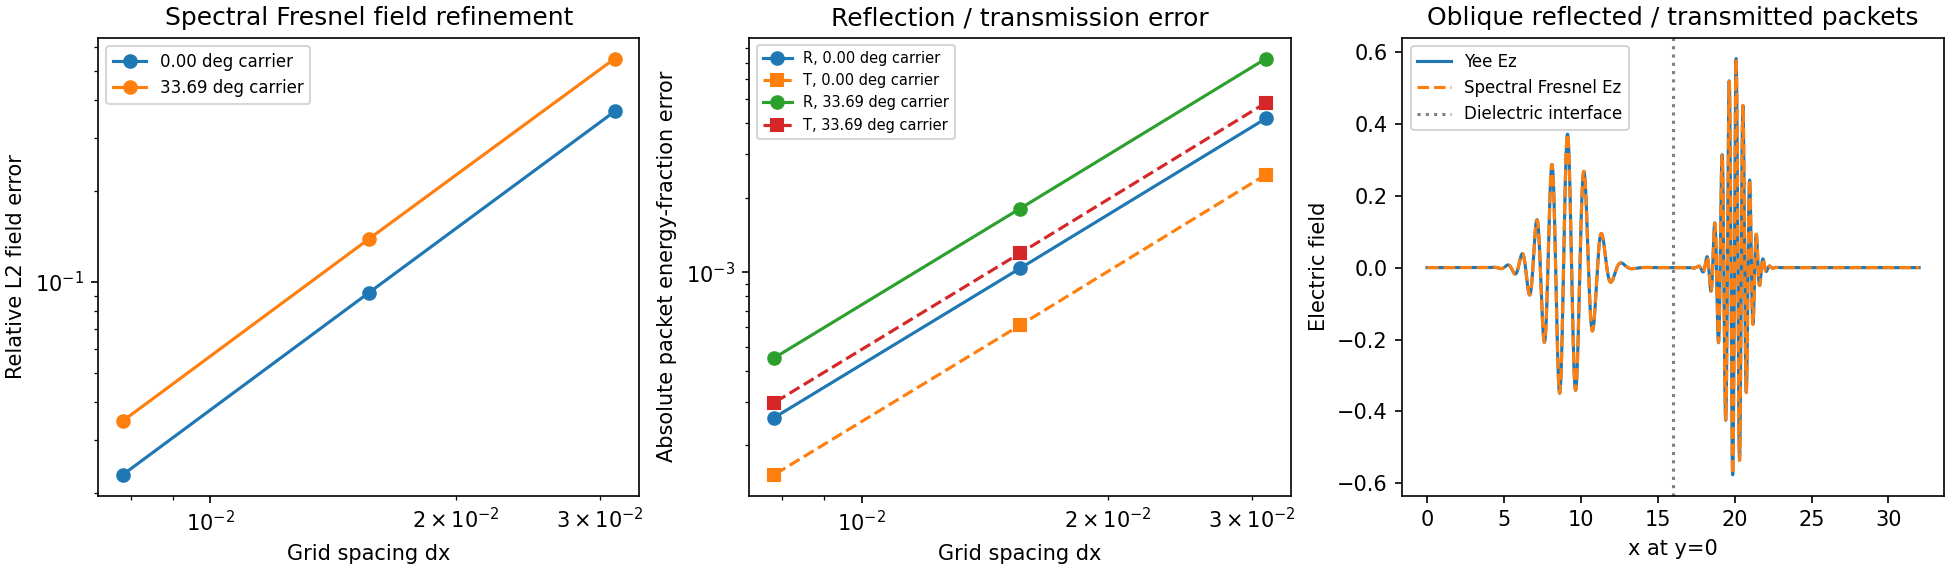 Spectral Fresnel field refinement
0.00 deg carrier
33.69 deg carrier
Relative L2 field error
10⁻¹
10⁻²
2 × 10⁻²
3 × 10⁻²
Grid spacing dx
Reflection / transmission error
R, 0.00 deg carrier
T, 0.00 deg carrier
R, 33.69 deg carrier
T, 33.69 deg carrier
Absolute packet energy-fraction error
10⁻³
10⁻²
2 × 10⁻²
3 × 10⁻²
Grid spacing dx
Oblique reflected / transmitted packets
Yee Ez
Spectral Fresnel Ez
Dielectric interface
Electric field
0.6
0.4
0.2
0.0
−0.2
−0.4
−0.6
0
5
10
15
20
25
30
x at y=0